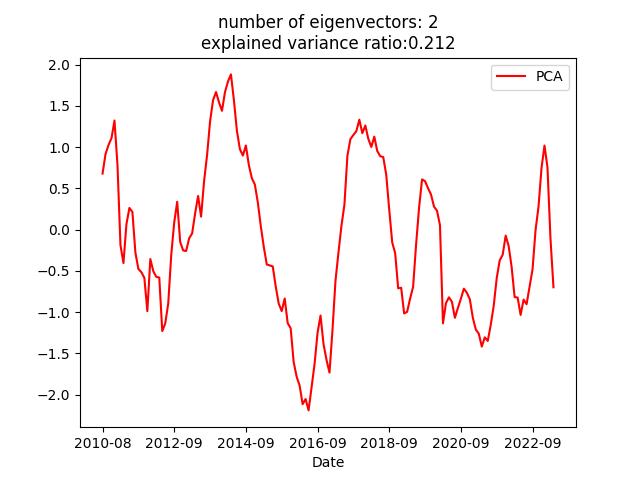 number of eigenvectors: 2
explained variance ratio:0.212
PCA
2.0
1.5
1.0
0.5
0.0
−0.5
−1.0
−1.5
−2.0
2010-08 2012-09 2014-09 2016-09 2018-09 2020-09 2022-09
Date